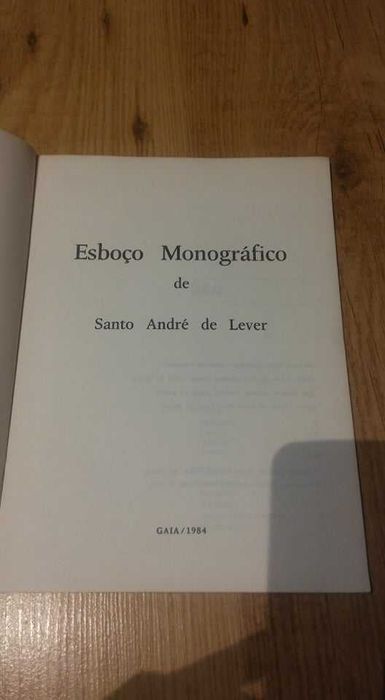 Esboço Monográfico
de
Santo André de Lever
GAIA/1984